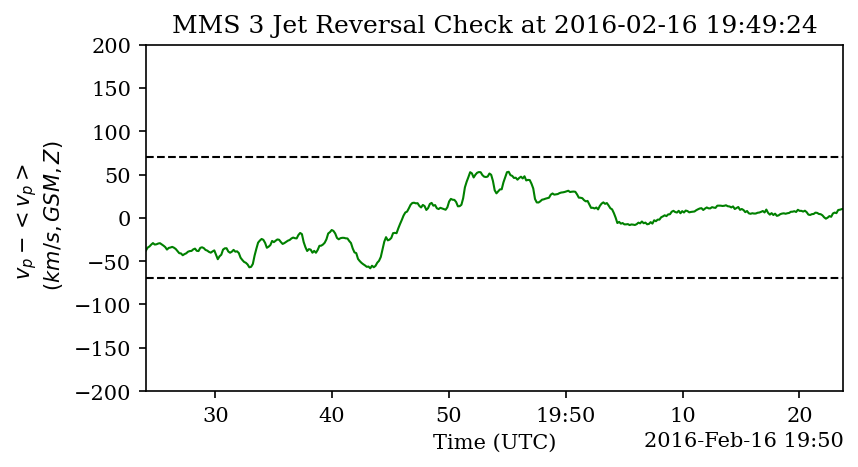 MMS 3 Jet Reversal Check at 2016-02-16 19:49:24
200
150
100
50
0
−50
−100
−150
−200
v_p − < v_p >
(km/s, GSM, Z)
30 40 50 19:50 10 20
Time (UTC)
2016-Feb-16 19:50